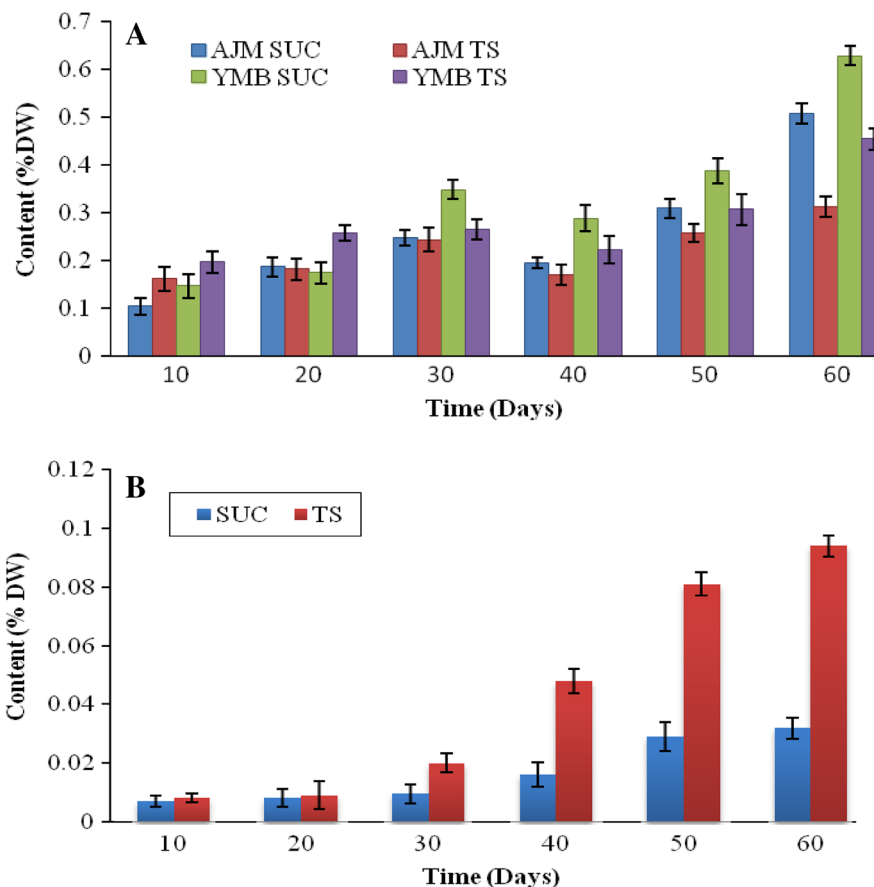 A
AJM SUC AJM TS
YMB SUC YMB TS
Content (%DW)
0.7
0.6
0.5
0.4
0.3
0.2
0.1
0
10 20 30 40 50 60
Time (Days)
B
SUC TS
Content (% DW)
0.12
0.1
0.08
0.06
0.04
0.02
0
10 20 30 40 50 60
Time (Days)